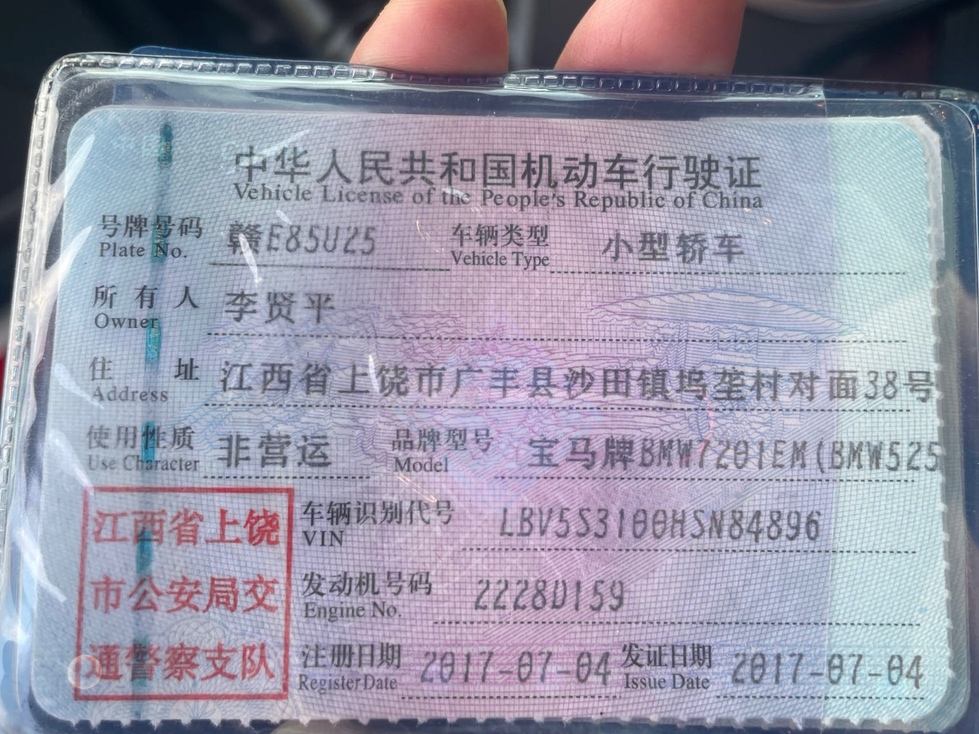 中华人民共和国机动车行驶证
Vehicle License of the People's Republic of China
号牌号码 赣E85U25 车辆类型 小型轿车
Plate No. Vehicle Type
所有人 李贤平
Owner
住址 江西省上饶市广丰县沙田镇坞垄村对面38号
Address
使用性质 非营运 品牌型号 宝马牌BMW7201EM(BMW525
Use Character Model
江西省上饶
市公安局交
通警察支队
车辆识别代号 LBV5S3100HSN84896
VIN
发动机号码 2228D159
Engine No.
注册日期 2017-07-04 发证日期 2017-07-04
Register Date Issue Date